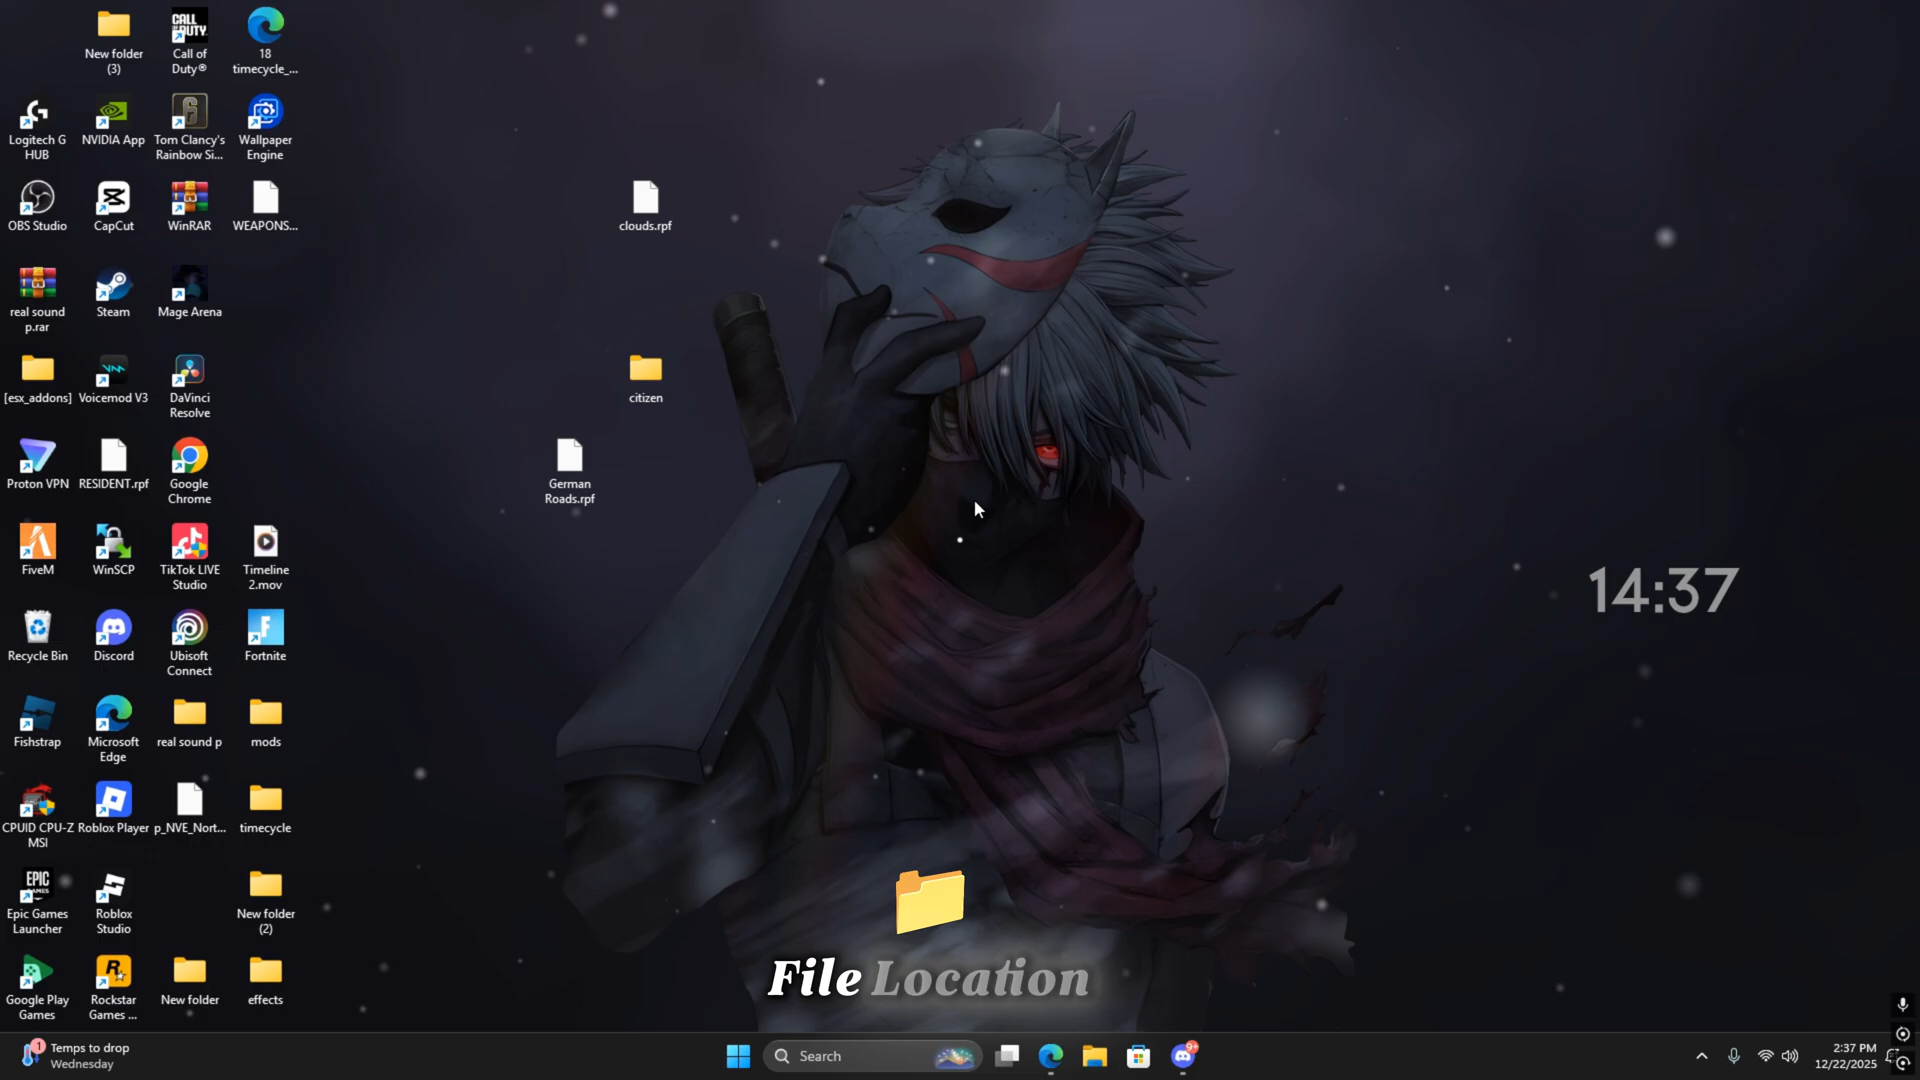 New folder
(3)
Call of
Duty®
18
timecycle_...
Logitech G
HUB
NVIDIA App
Tom Clancy's
Rainbow Si...
Wallpaper
Engine
OBS Studio
CapCut
WinRAR
WEAPONS...
clouds.rpf
real sound
p.rar
Steam
Mage Arena
[esx_addons]
Voicemod V3
DaVinci
Resolve
citizen
Proton VPN
RESIDENT.rpf
Google
Chrome
German
Roads.rpf
FiveM
WinSCP
TikTok LIVE
Studio
Timeline
2.mov
14:37
Recycle Bin
Discord
Ubisoft
Connect
Fortnite
Fishstrap
Microsoft
Edge
real sound p
mods
CPUID CPU-Z
MSI
Roblox Player
p_NVE_Nort...
timecycle
Epic Games
Launcher
Roblox
Studio
New folder
(2)
Google Play
Games
Rockstar
Games ...
New folder
effects
File Location
1
Temps to drop
Wednesday
Search
9+
2:37 PM
12/22/2025